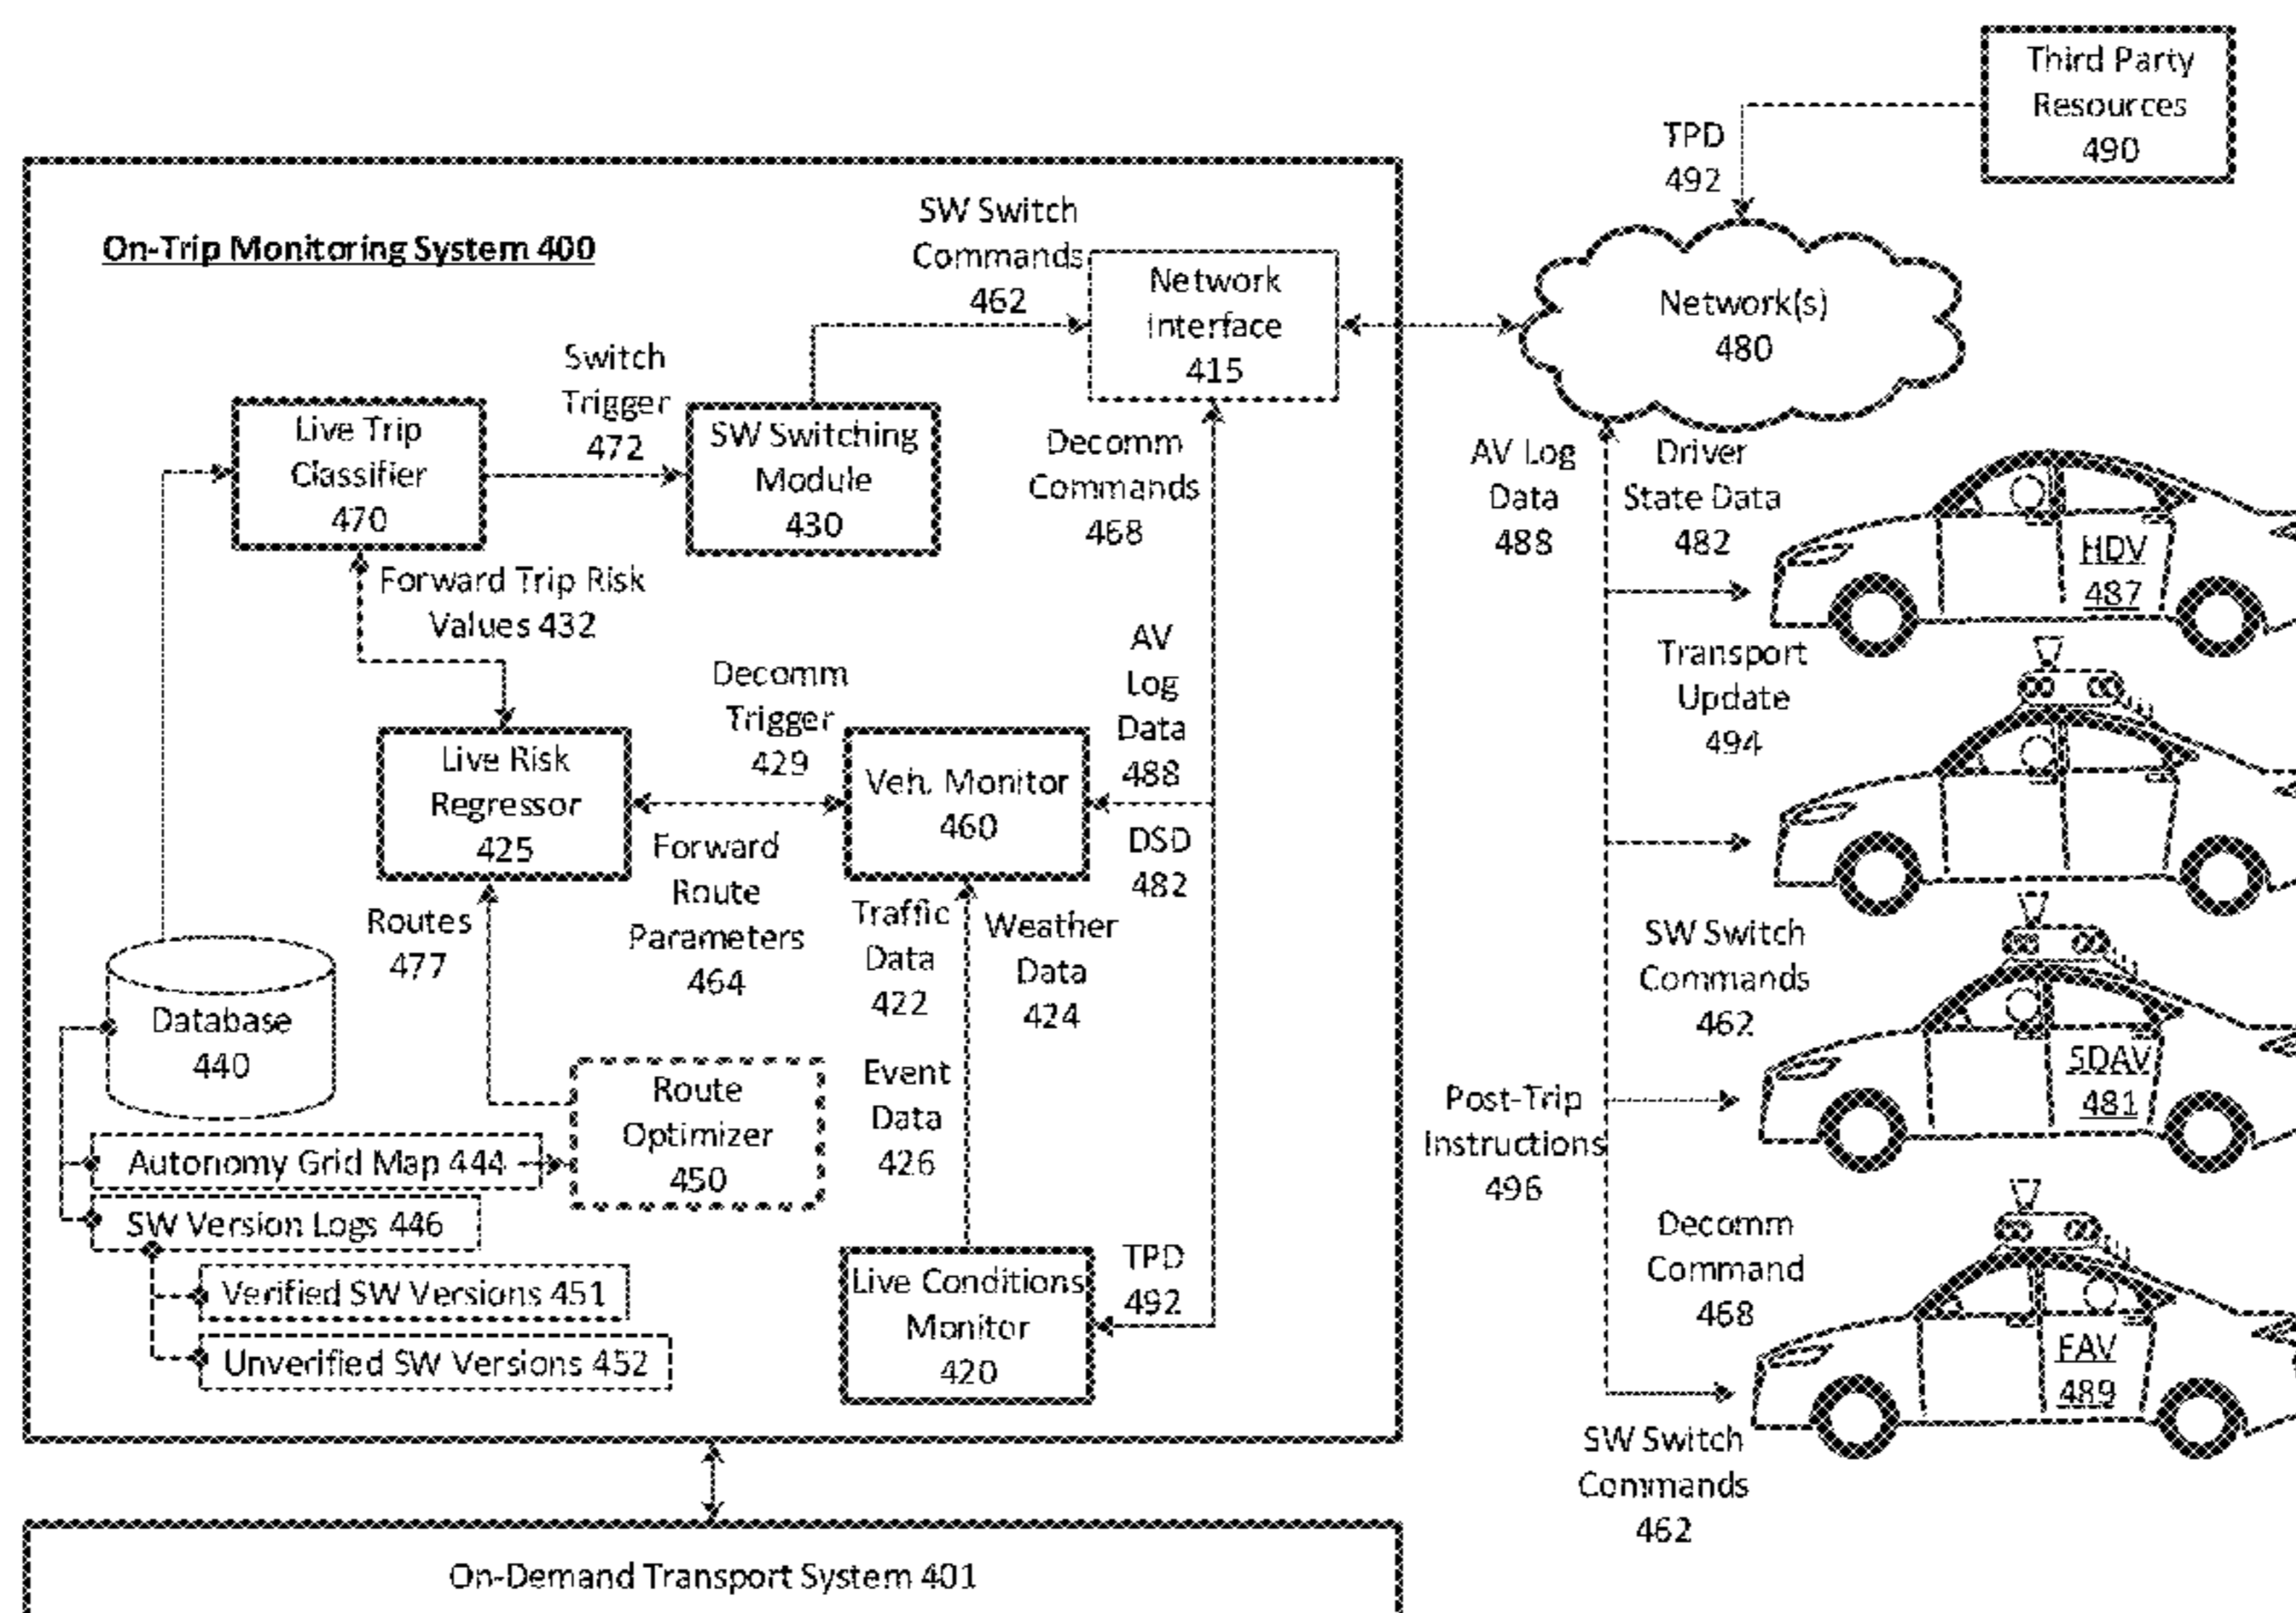 Third Party
Resources
490
TPD
492
On-Trip Monitoring System 400
SW Switch
Commands
462
Network
Interface
415
Network(s)
480
Switch
Trigger
472
Live Trip
Classifier
470
SW Switching
Module
430
Decomm
Commands
468
AV Log
Data
488
Driver
State Data
482
HDV
487
Forward Trip Risk
Values 432
Transport
Update
494
Decomm
Trigger
429
AV
Log
Data
488
Live Risk
Regressor
425
Veh. Monitor
460
DSD
482
Forward
Route
Parameters
464
Routes
477
Traffic
Data
422
Weather
Data
424
SW Switch
Commands
462
Database
440
SDAV
481
Event
Data
426
Route
Optimizer
450
Post-Trip
Instructions
496
Autonomy Grid Map 444
SW Version Logs 446
Verified SW Versions 451
Unverified SW Versions 452
Live Conditions
Monitor
420
TPD
492
Decomm
Command
468
FAV
489
SW Switch
Commands
462
On-Demand Transport System 401